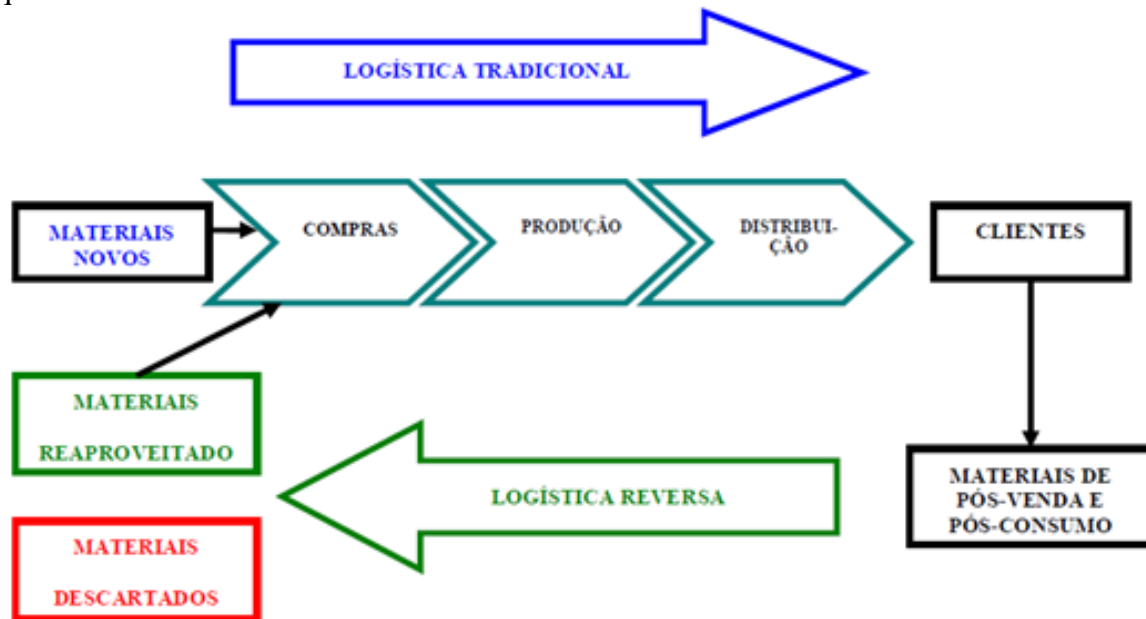 LOGÍSTICA TRADICIONAL
MATERIAIS
NOVOS
COMPRAS
PRODUÇÃO
DISTRIBUI-
ÇÃO
CLIENTES
MATERIAIS
REAPROVEITADO
LOGÍSTICA REVERSA
MATERIAIS DE
PÓS-VENDA E
PÓS-CONSUMO
MATERIAIS
DESCARTADOS